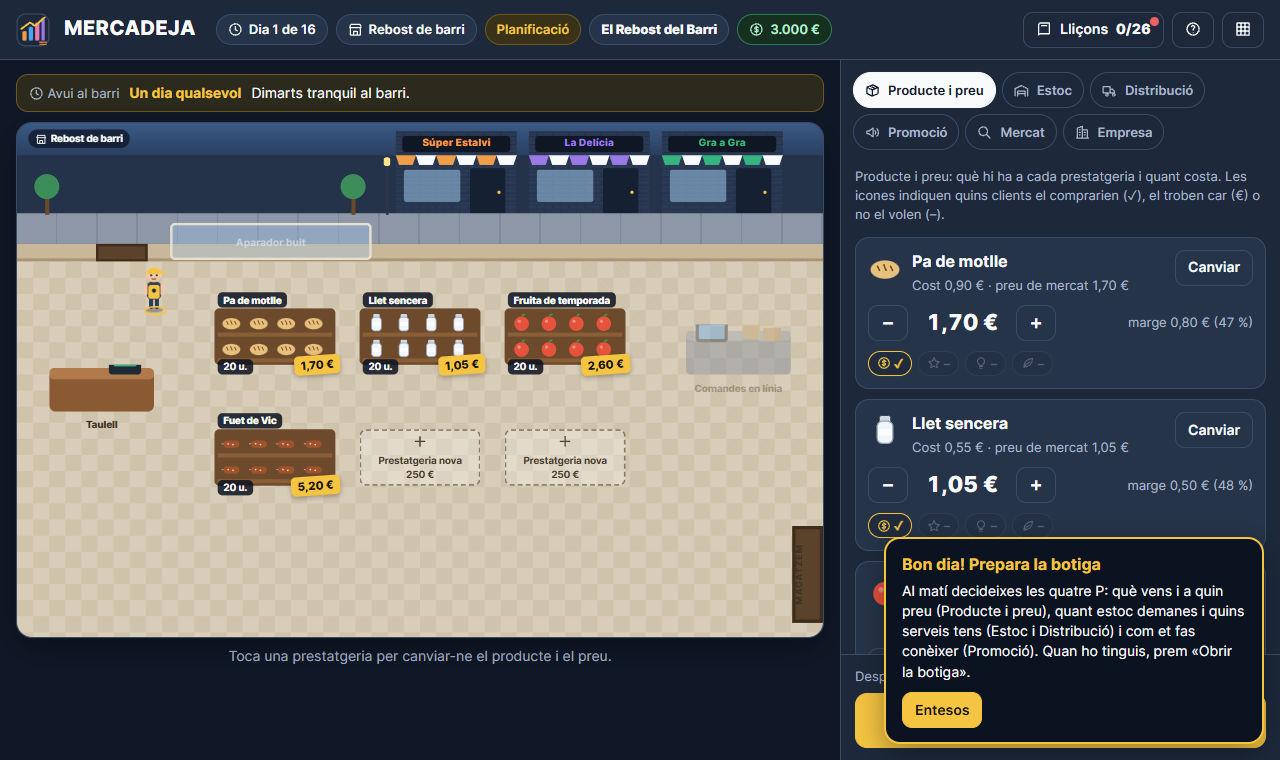 MERCADEJA
Dia 1 de 16
Rebost de barri
Planificació
El Rebost del Barri
3.000 €
Lliçons 0/26
Avui al barri Un dia qualsevol Dimarts tranquil al barri.
Rebost de barri
Súper Estalvi
La Delícia
Gra a Gra
Aparador buit
Pa de motlle
20 u.
1,70 €
Llet sencera
20 u.
1,05 €
Fruita de temporada
20 u.
2,60 €
Comandes en línia
Taulell
Fuet de Vic
20 u.
5,20 €
+
Prestatgeria nova
250 €
+
Prestatgeria nova
250 €
MAGATZEM
Toca una prestatgeria per canviar-ne el producte i el preu.
Producte i preu
Estoc
Distribució
Promoció
Mercat
Empresa
Producte i preu: què hi ha a cada prestatgeria i quant costa. Les
icones indiquen quins clients el comprarien (✓), el troben car (€) o
no el volen (–).
Pa de motlle
Cost 0,90 € · preu de mercat 1,70 €
Canviar
− 1,70 € +
marge 0,80 € (47 %)
✓ – – –
Llet sencera
Cost 0,55 € · preu de mercat 1,05 €
Canviar
− 1,05 € +
marge 0,50 € (48 %)
✓ – – –
Bon dia! Prepara la botiga
Al matí decideixes les quatre P: què vens i a quin
preu (Producte i preu), quant estoc demanes i quins
serveis tens (Estoc i Distribució) i com et fas
conèixer (Promoció). Quan ho tinguis, prem «Obrir
la botiga».
Entesos